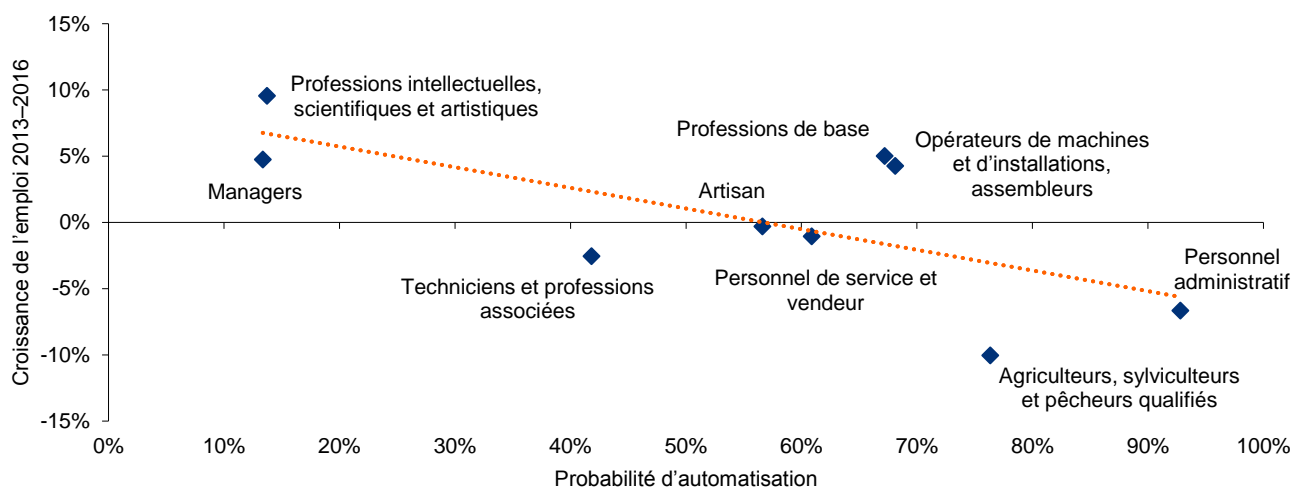 Croissance de l'emploi 2013–2016
15%
10%
5%
0%
-5%
-10%
-15%
Professions intellectuelles,
scientifiques et artistiques
Managers
Techniciens et professions
associées
Professions de base
Artisan
Opérateurs de machines
et d'installations,
assembleurs
Personnel de service et
vendeur
Personnel
administratif
Agriculteurs, sylviculteurs
et pêcheurs qualifiés
0%
10%
20%
30%
40%
50%
60%
70%
80%
90%
100%
Probabilité d'automatisation